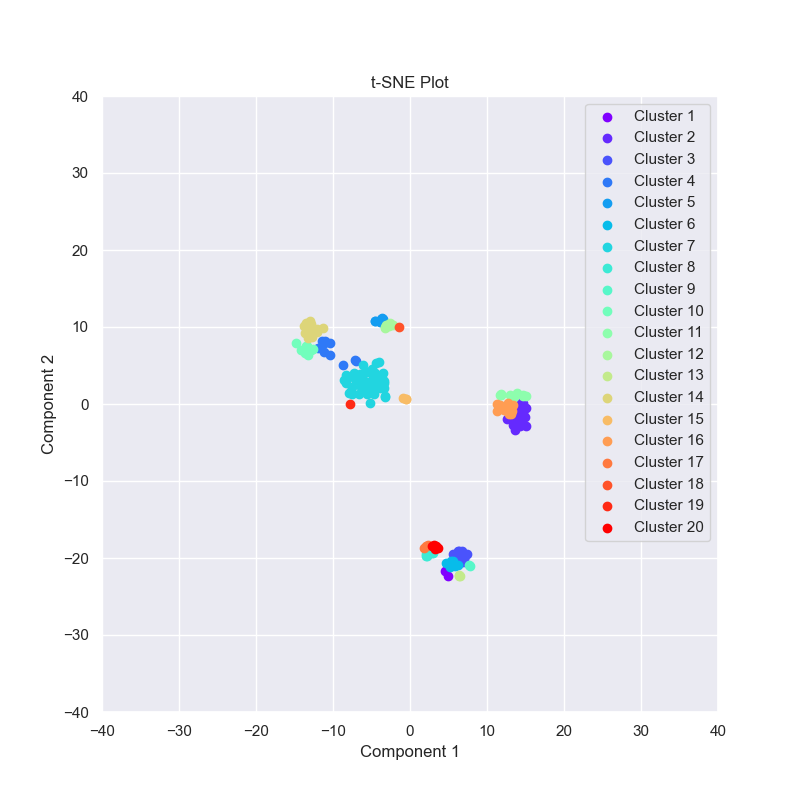 t-SNE Plot
40
30
20
10
0
−10
−20
−30
−40
Component 2
−40 −30 −20 −10 0 10 20 30 40
Component 1
Cluster 1
Cluster 2
Cluster 3
Cluster 4
Cluster 5
Cluster 6
Cluster 7
Cluster 8
Cluster 9
Cluster 10
Cluster 11
Cluster 12
Cluster 13
Cluster 14
Cluster 15
Cluster 16
Cluster 17
Cluster 18
Cluster 19
Cluster 20